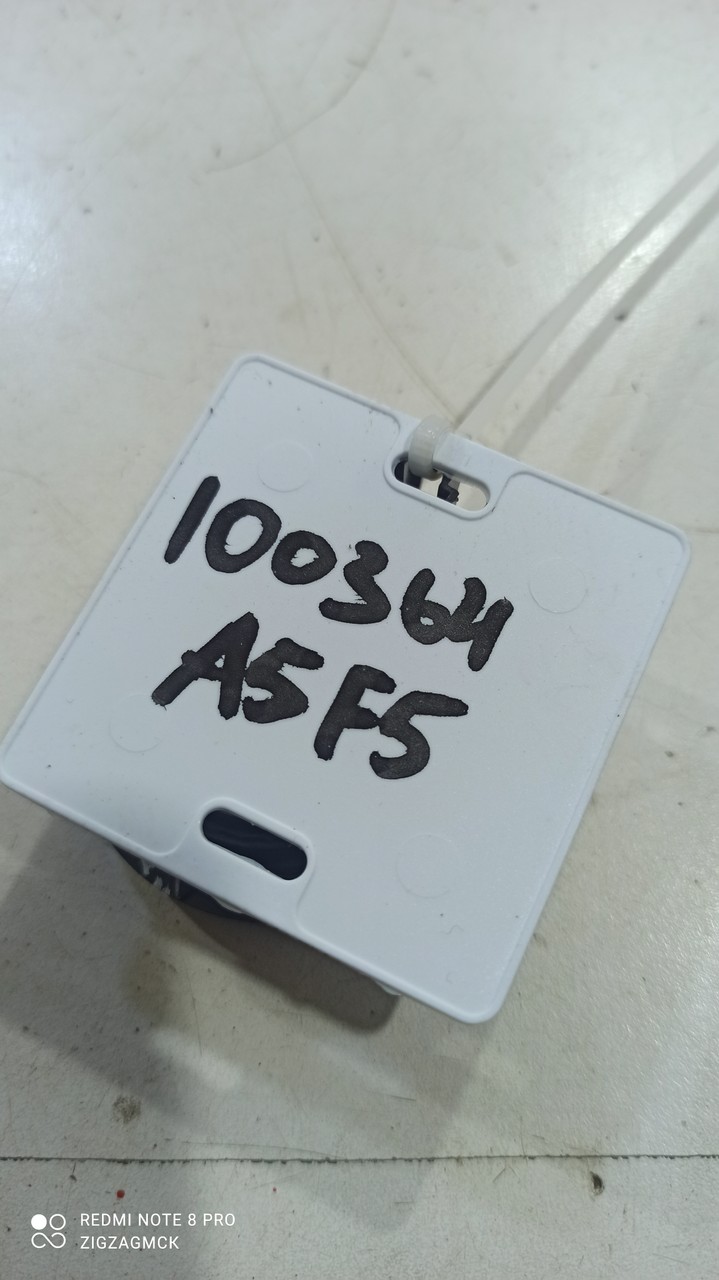 100364
A5F5
REDMI NOTE 8 PRO
ZIGZAGMCK